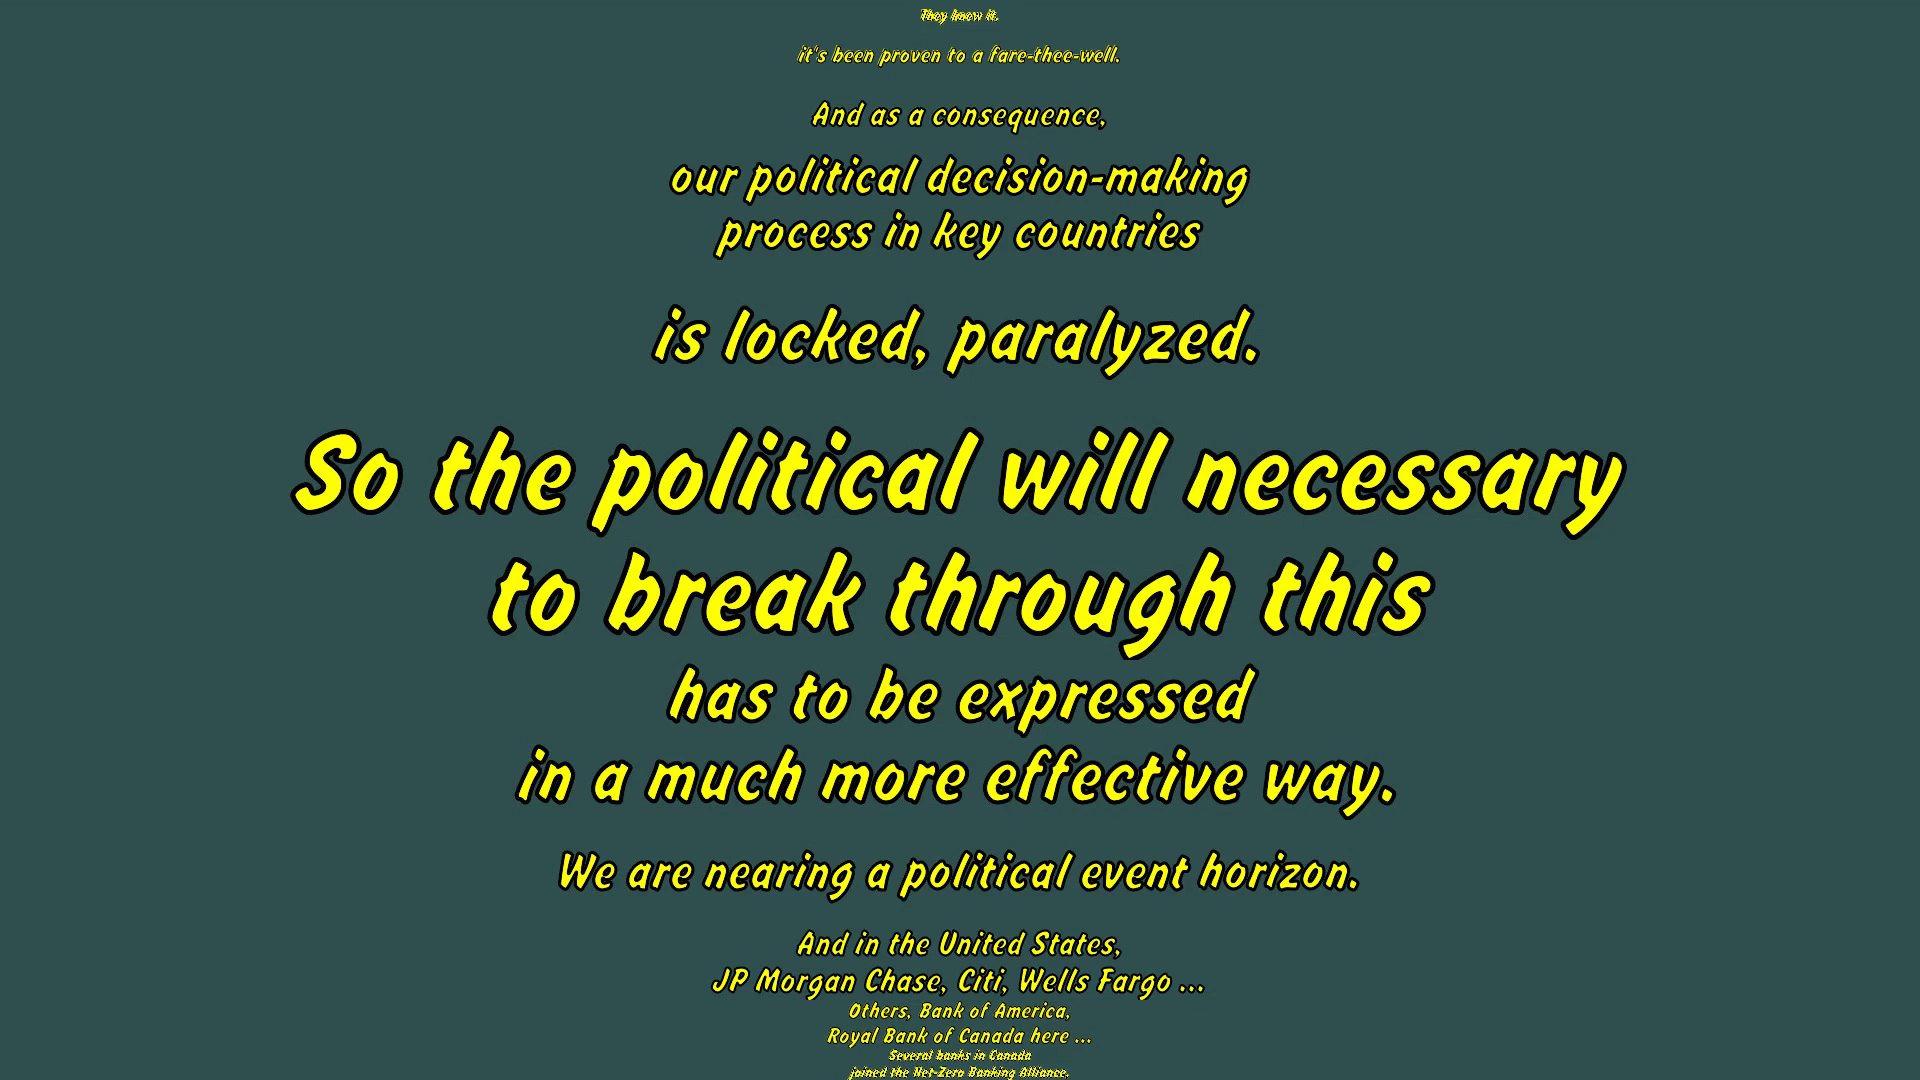 They knew it.
it's been proven to a fare-thee-well.
And as a consequence,
our political decision-making
process in key countries
is locked, paralyzed.
So the political will necessary
to break through this
has to be expressed
in a much more effective way.
We are nearing a political event horizon.
And in the United States,
JP Morgan Chase, Citi, Wells Fargo ...
Others, Bank of America,
Royal Bank of Canada here ...
Several banks in Canada
joined the Net-Zero Banking Alliance.